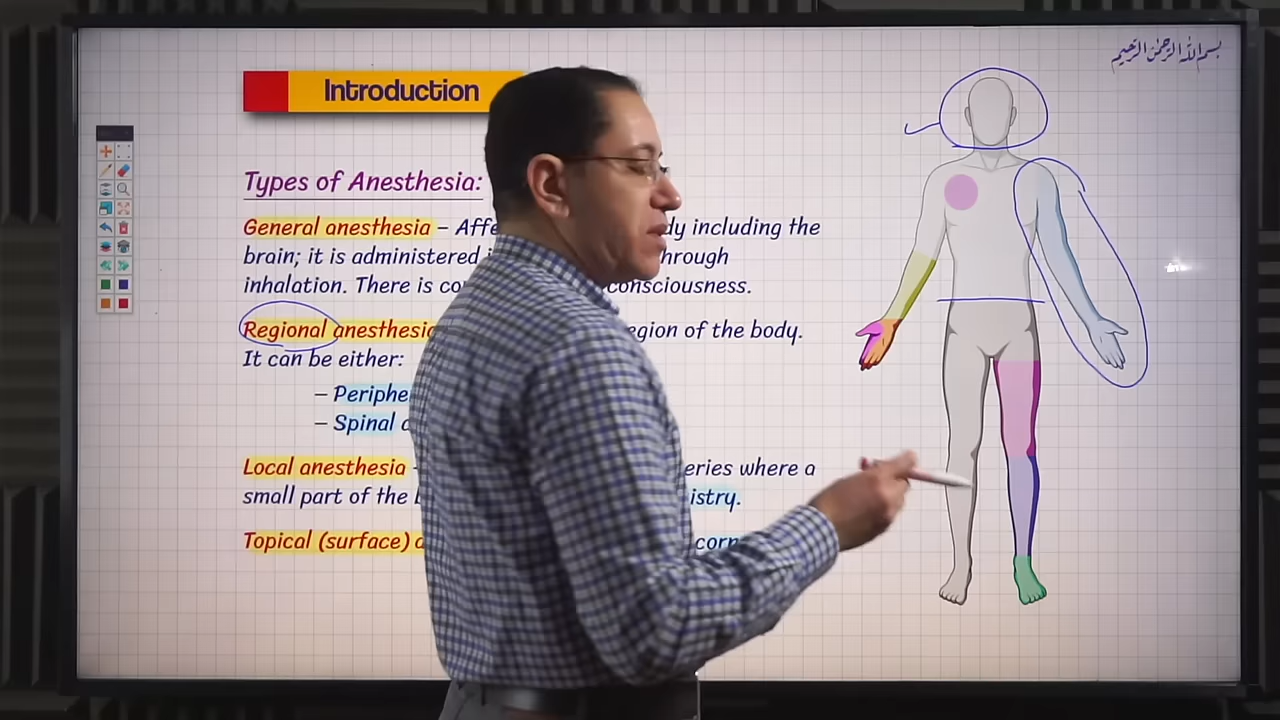 بسم الله الرحمن الرحيم
Introduction
Types of Anesthesia:
General anesthesia – Affe dy including the
brain; it is administered hrough
inhalation. There is co consciousness.
Regional anesthesia egion of the body.
It can be either:
– Periphe
– Spinal
Local anesthesia eries where a
small part of the istry.
Topical (surface) corn